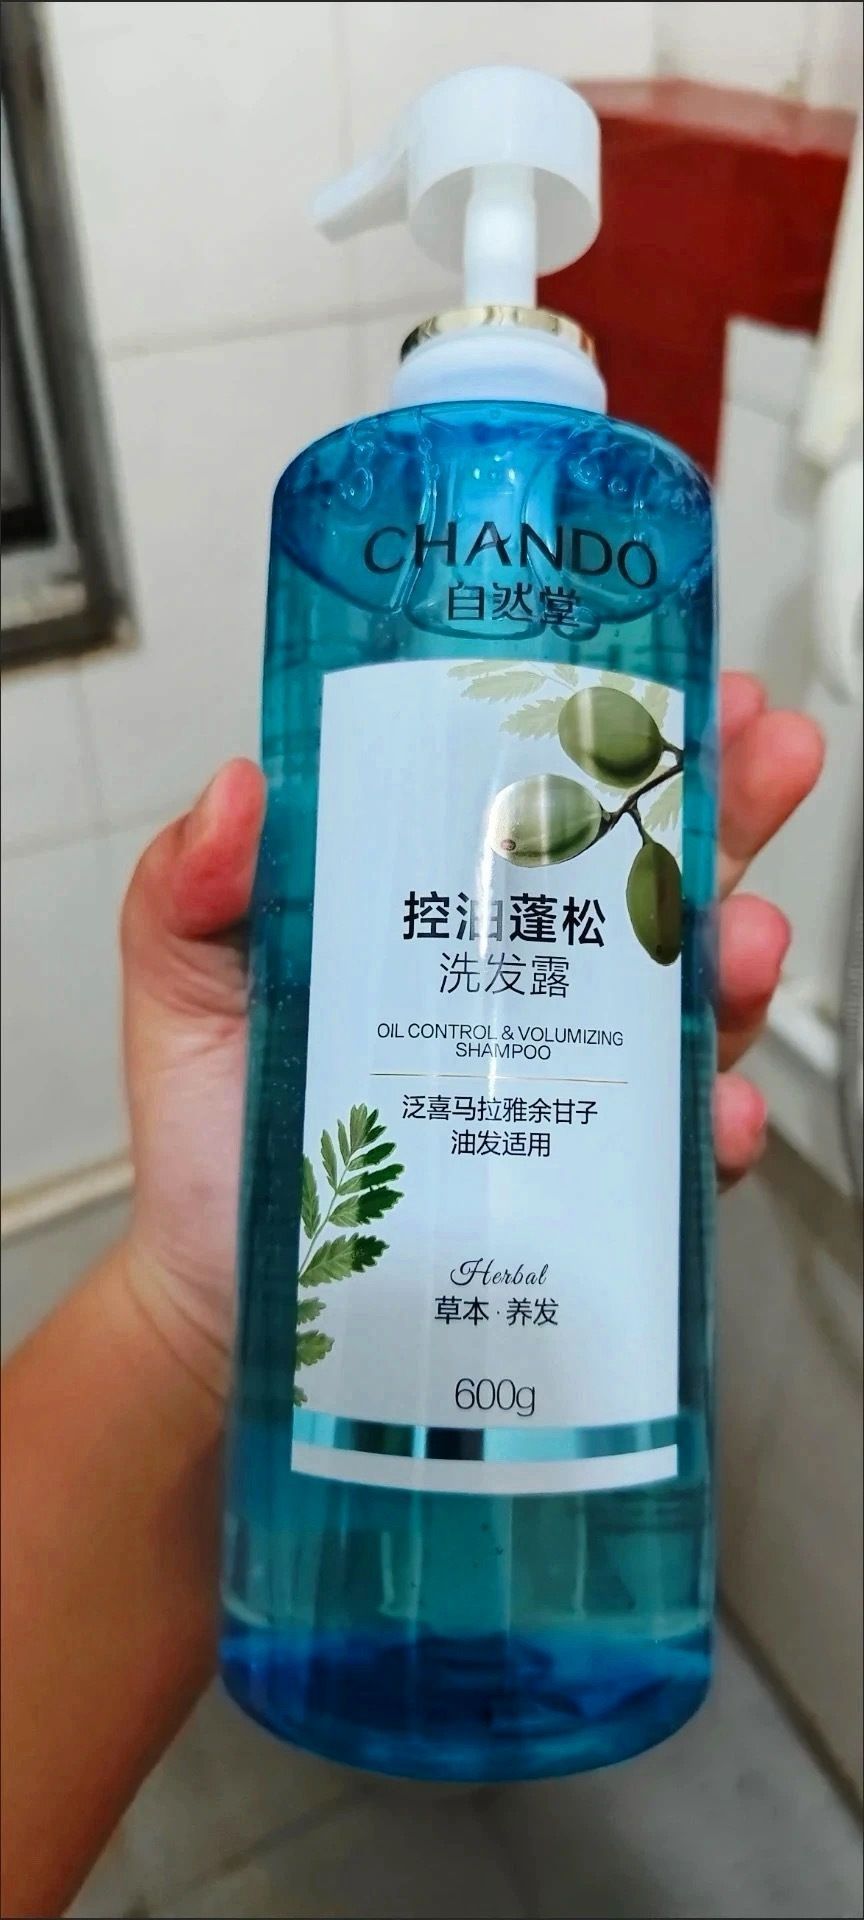 CHANDO
自然堂
控油蓬松
洗发露
OIL CONTROL & VOLUMIZING
SHAMPOO
泛喜马拉雅余甘子
油发适用
Herbal
草本·养发
600g